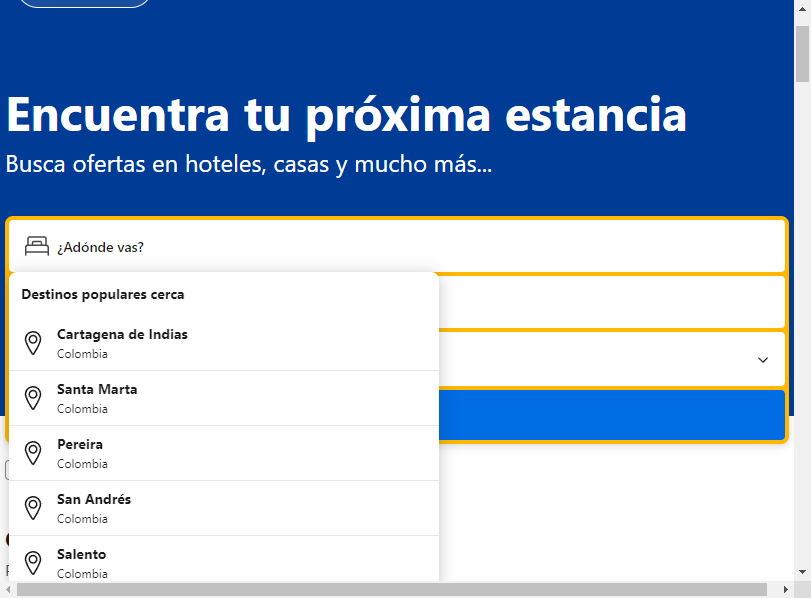 Encuentra tu próxima estancia
Busca ofertas en hoteles, casas y mucho más...
¿Adónde vas?
Destinos populares cerca
Cartagena de Indias
Colombia
Santa Marta
Colombia
Pereira
Colombia
San Andrés
Colombia
Salento
Colombia